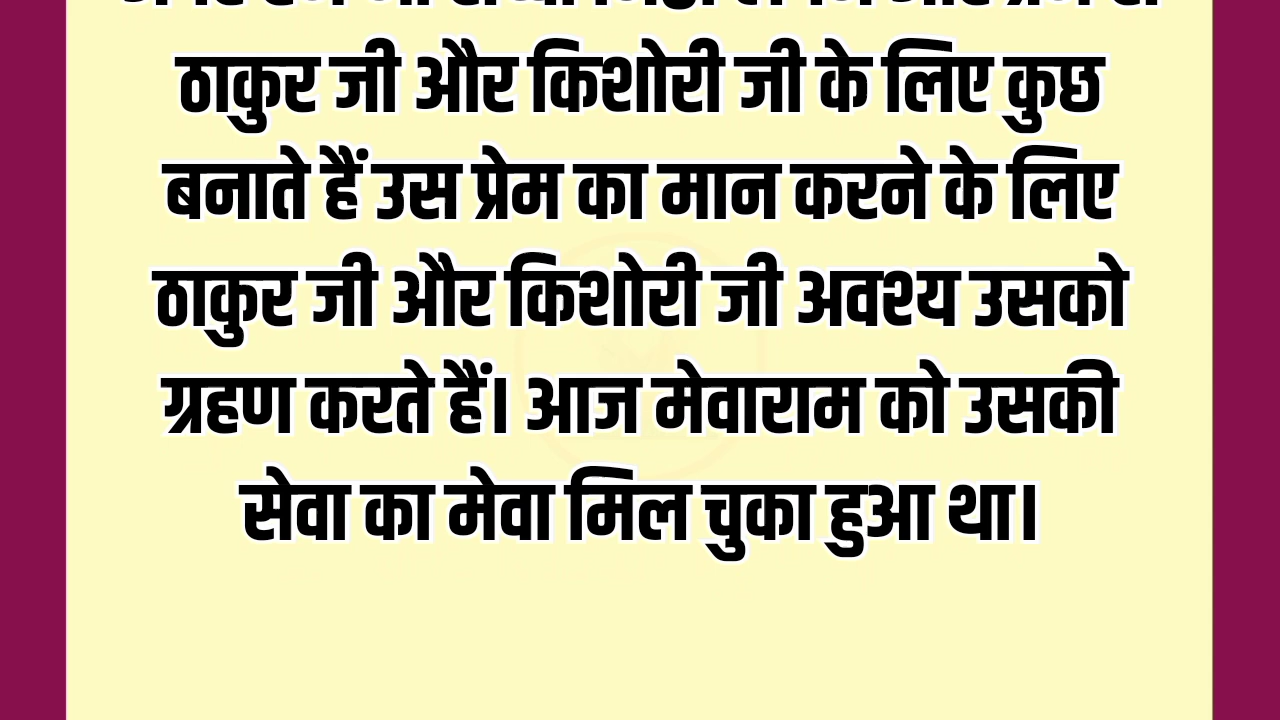 ठाकुर जी और किशोरी जी के लिए कुछ
बनाते हैं उस प्रेम का मान करने के लिए
ठाकुर जी और किशोरी जी अवश्य उसको
ग्रहण करते हैं। आज मेवाराम को उसकी
सेवा का मेवा मिल चुका हुआ था।